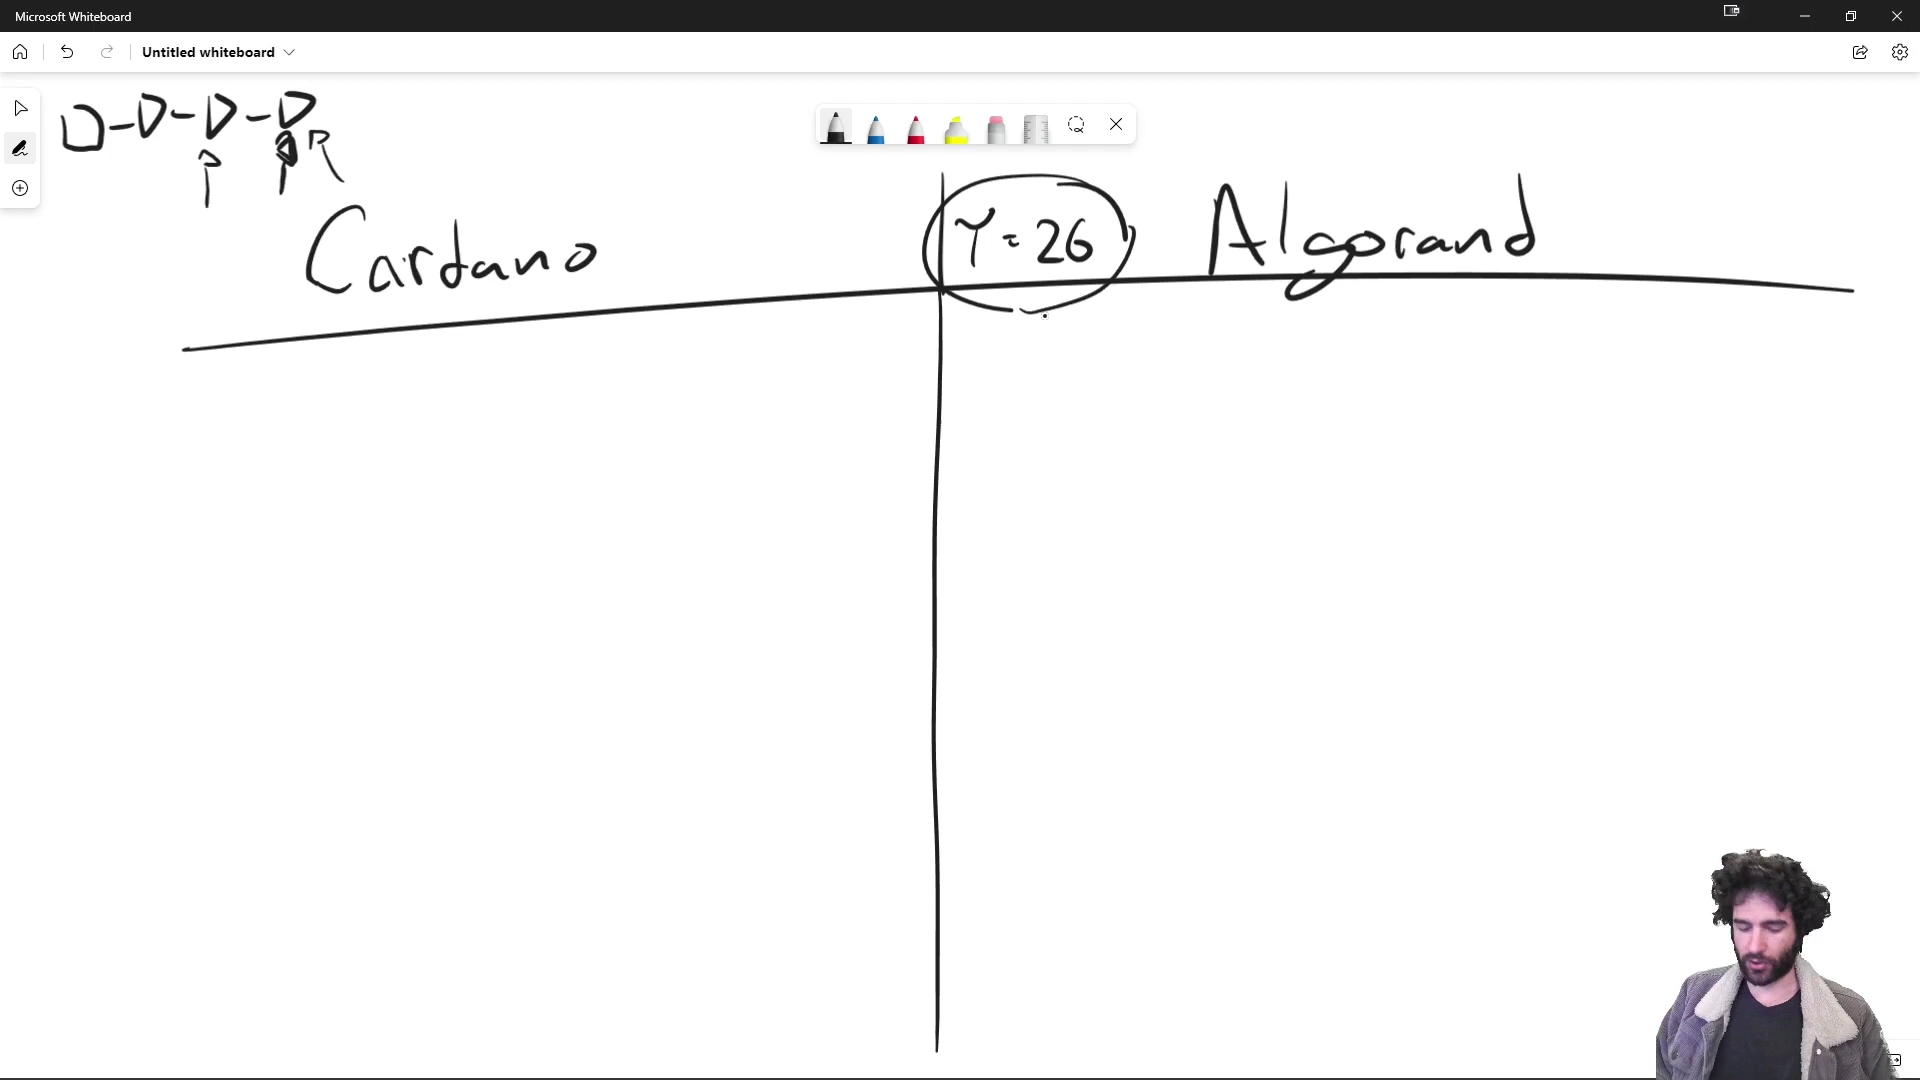 Microsoft Whiteboard
Untitled whiteboard
D-D-D-D
P
P R
Cardano
Y=26
Algorand